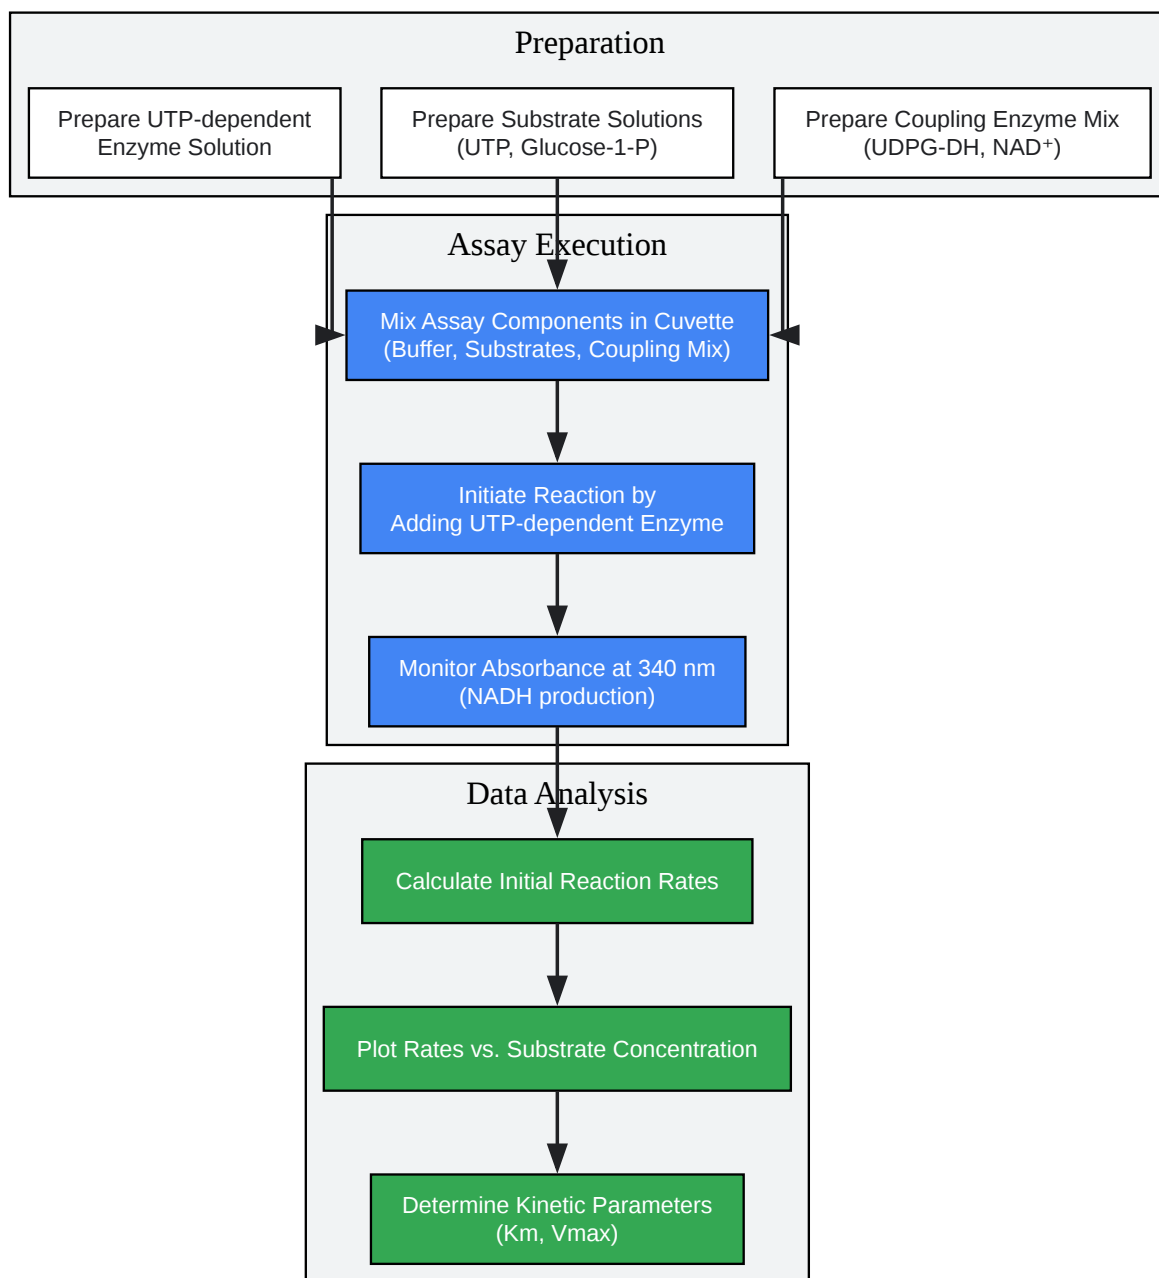 Preparation
Prepare UTP-dependent
Enzyme Solution
Prepare Substrate Solutions
(UTP, Glucose-1-P)
Prepare Coupling Enzyme Mix
(UDPG-DH, NAD⁺)
Assay Execution
Mix Assay Components in Cuvette
(Buffer, Substrates, Coupling Mix)
Initiate Reaction by
Adding UTP-dependent Enzyme
Monitor Absorbance at 340 nm
(NADH production)
Data Analysis
Calculate Initial Reaction Rates
Plot Rates vs. Substrate Concentration
Determine Kinetic Parameters
(Km, Vmax)